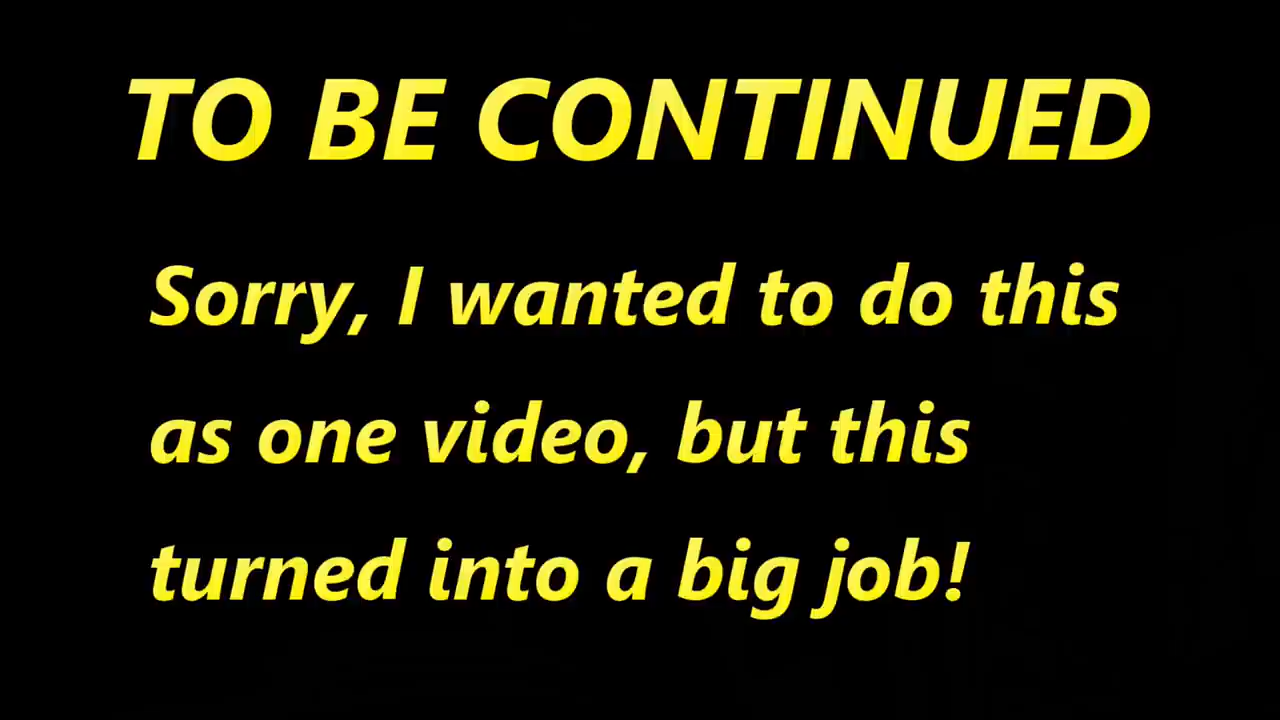 TO BE CONTINUED
Sorry, I wanted to do this
as one video, but this
turned into a big job!